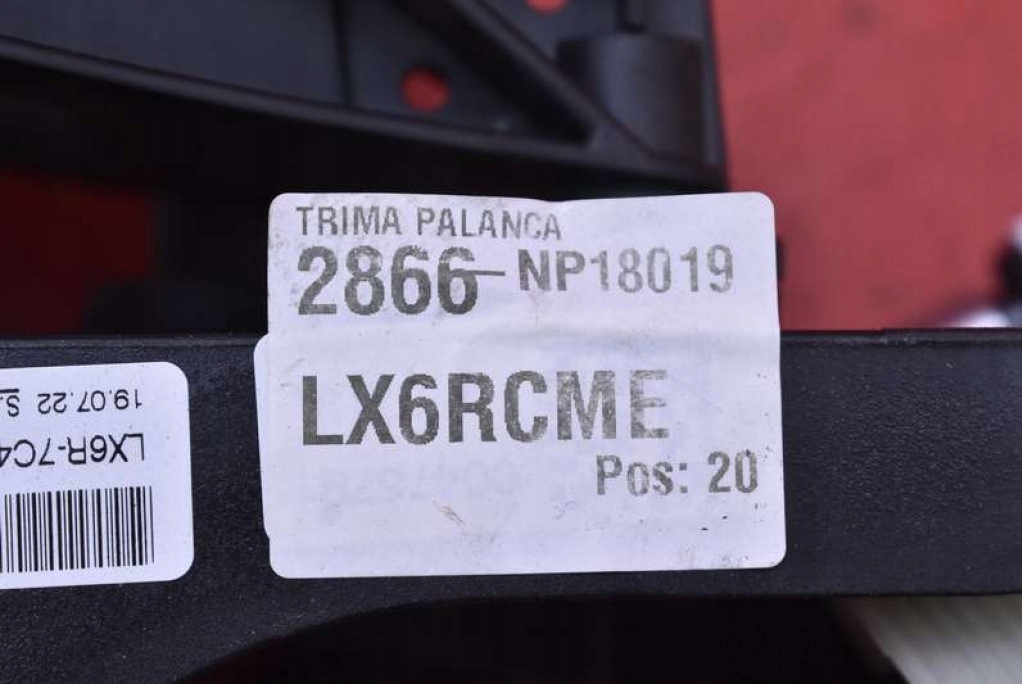 TRIMA PALANCA
2866-NP18019
LX6RCME
Pos: 20
19.07.22
LX6R-7C4